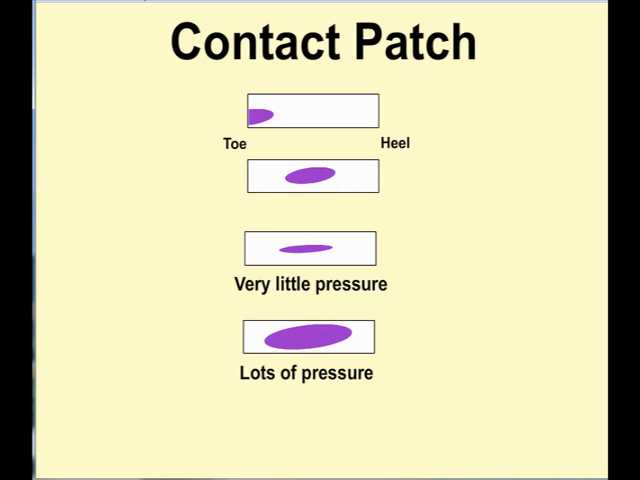 Contact Patch
Toe
Heel
Very little pressure
Lots of pressure